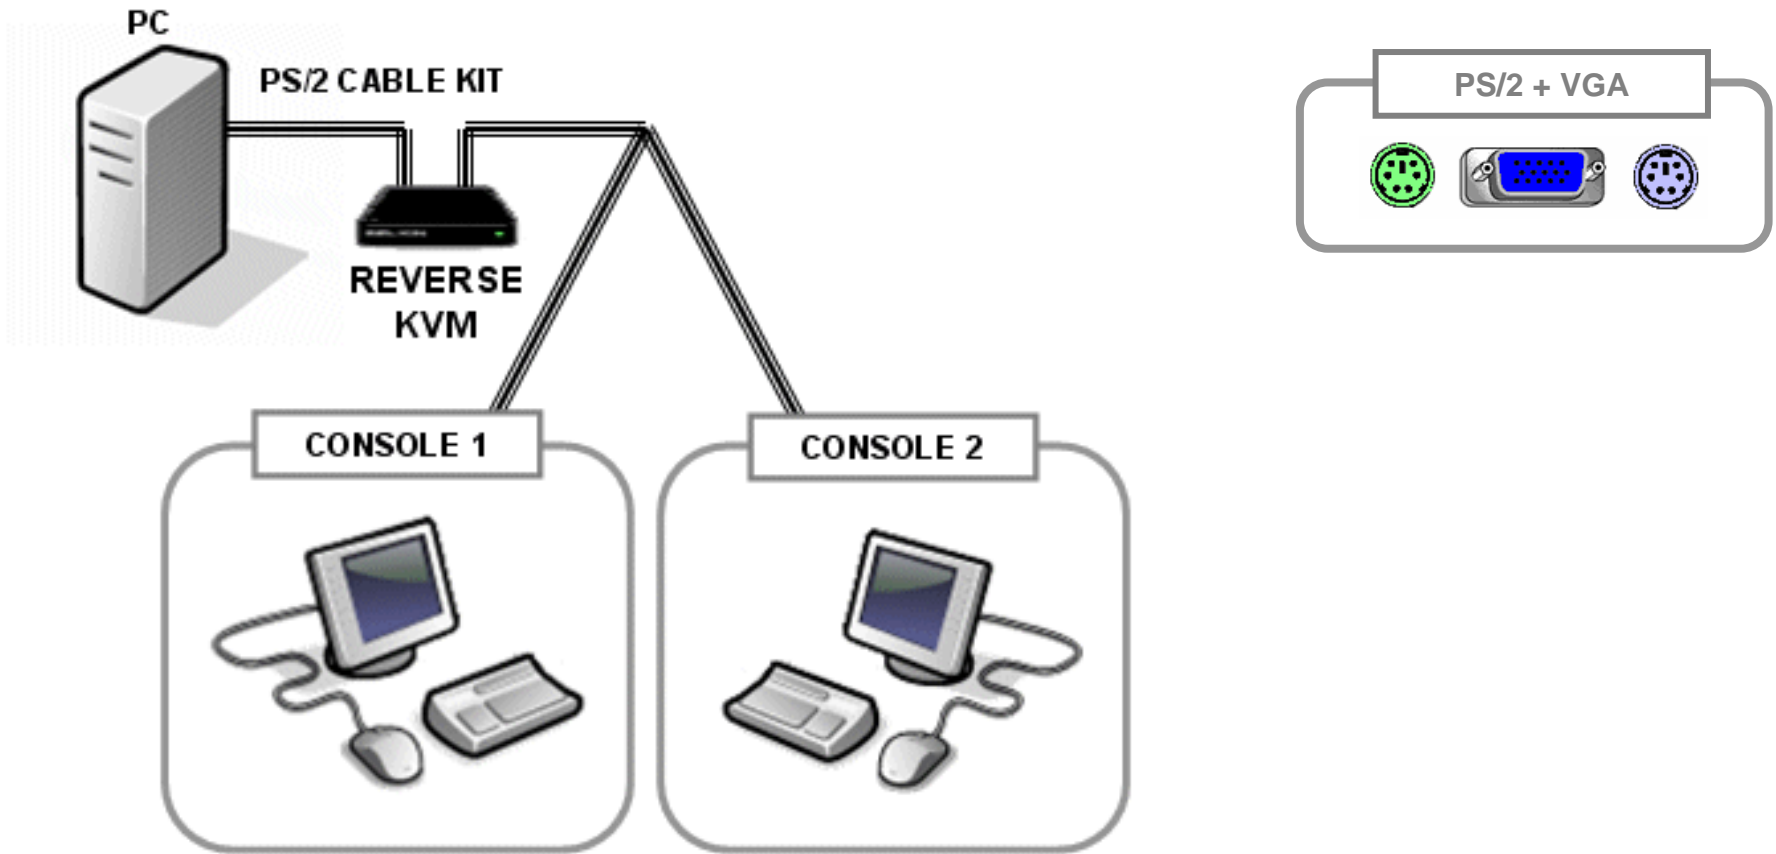 PC
PS/2 CABLE KIT
PS/2 + VGA
REVERSE
KVM
CONSOLE 1
CONSOLE 2